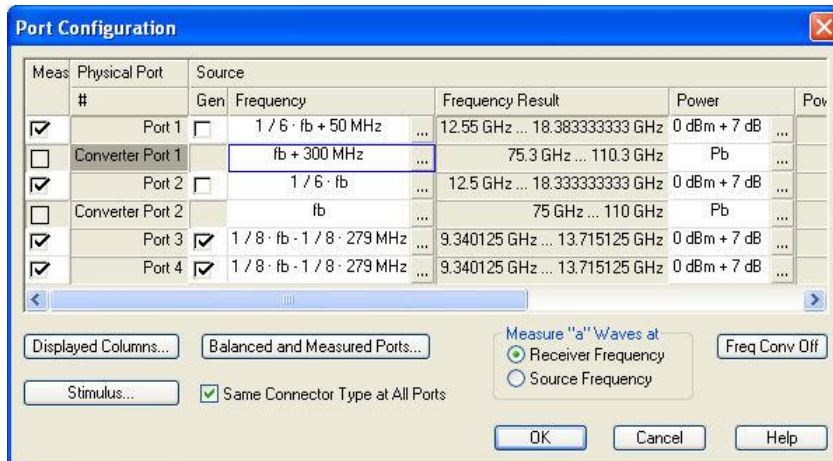 Port Configuration
Meas Physical Port Source
# Gen Frequency Frequency Result Power Pov
Port 1 1 / 6 · fb + 50 MHz ... 12.55 GHz ... 18.383333333 GHz 0 dBm + 7 dB ...
Converter Port 1 fb + 300 MHz ... 75.3 GHz ... 110.3 GHz Pb ...
Port 2 1 / 6 · fb ... 12.5 GHz ... 18.333333333 GHz 0 dBm + 7 dB ...
Converter Port 2 fb ... 75 GHz ... 110 GHz Pb ...
Port 3 1 / 8 · fb - 1 / 8 · 279 MHz ... 9.340125 GHz ... 13.715125 GHz 0 dBm + 7 dB ...
Port 4 1 / 8 · fb - 1 / 8 · 279 MHz ... 9.340125 GHz ... 13.715125 GHz 0 dBm + 7 dB ...
Displayed Columns... Balanced and Measured Ports... Measure "a" Waves at Freq Conv Off
Receiver Frequency
Stimulus... Same Connector Type at All Ports Source Frequency
OK Cancel Help